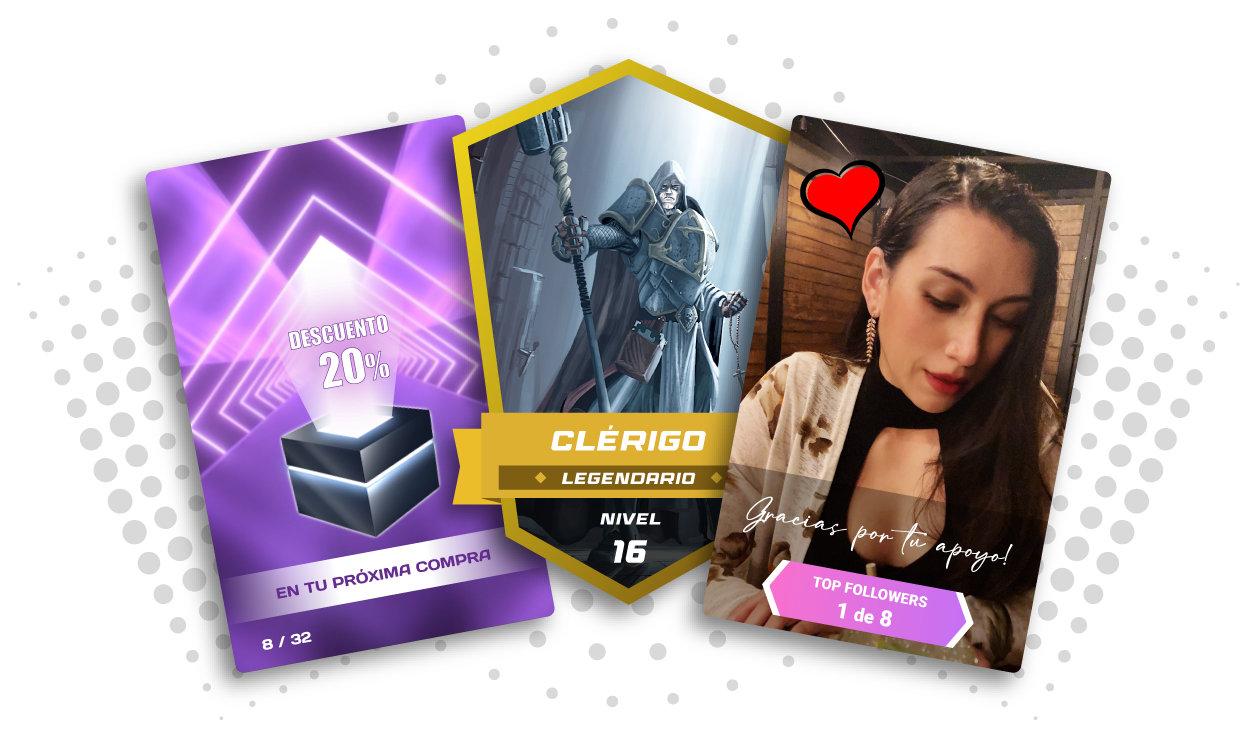 DESCUENTO
20%
EN TU PRÓXIMA COMPRA
8 / 32
CLÉRIGO
LEGENDARIO
NIVEL
16
Gracias por tu apoyo!
TOP FOLLOWERS
1 de 8